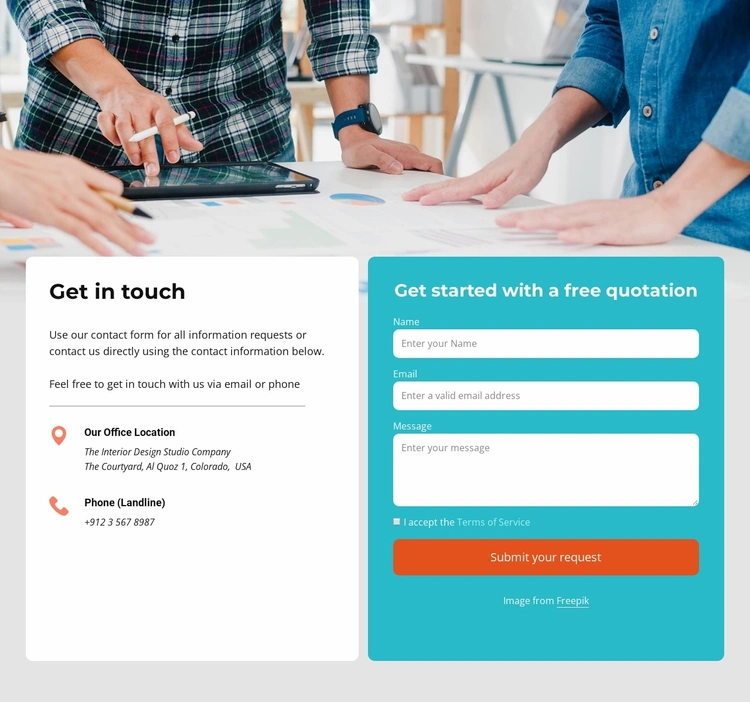 Get in touch
Use our contact form for all information requests or
contact us directly using the contact information below.
Feel free to get in touch with us via email or phone
Our Office Location
The Interior Design Studio Company
The Courtyard, Al Quoz 1, Colorado,  USA
Phone (Landline)
+912 3 567 8987
Get started with a free quotation
Name
Enter your Name
Email
Enter a valid email address
Message
Enter your message
I accept the Terms of Service
Submit your request
Image from Freepik